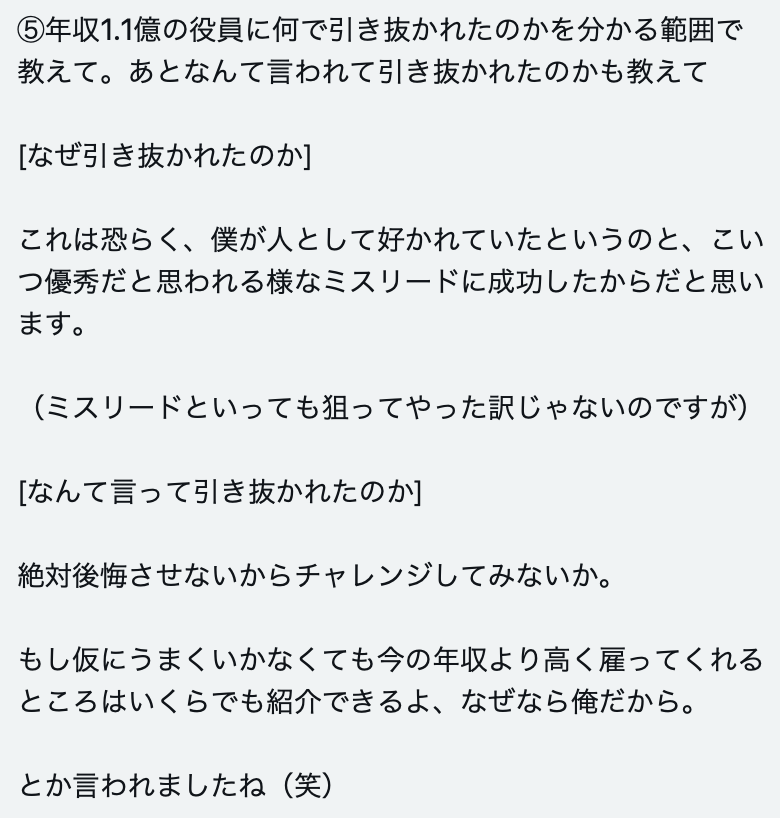 ⑤年収1.1億の役員に何で引き抜かれたのかを分かる範囲で
教えて。あとなんて言われて引き抜かれたのかも教えて
[なぜ引き抜かれたのか]
これは恐らく、僕が人として好かれていたというのと、こい
つ優秀だと思われる様なミスリードに成功したからだと思い
ます。
（ミスリードといっても狙ってやった訳じゃないのですが）
[なんて言って引き抜かれたのか]
絶対後悔させないからチャレンジしてみないか。
もし仮にうまくいかなくても今の年収より高く雇ってくれる
ところはいくらでも紹介できるよ、なぜなら俺だから。
とか言われましたね（笑）